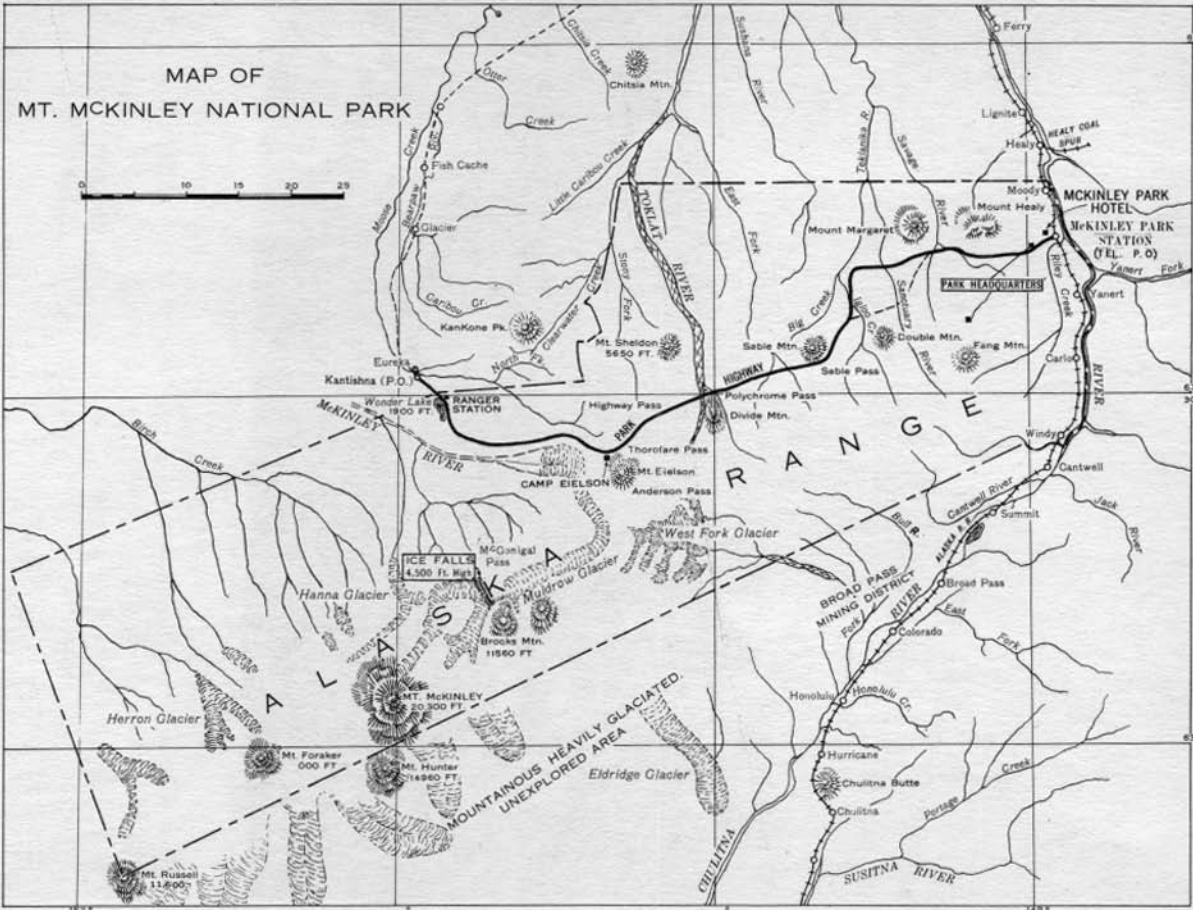 MAP OF
MT. McKINLEY NATIONAL PARK
0 10 20 25
Ferry
Chitsia Creek
Sushana River
Otter Creek
Chitsia Mtn.
Lignite
Healy
HEALY COAL SPUR
Teklanika R.
Savage River
Moose Creek
Fish Cache
Bearpaw
Little Caribou Creek
TOKLAT RIVER
East Fork
Moody
Mount Healy
McKINLEY PARK HOTEL
McKINLEY PARK STATION
(TEL. P.O)
Glacier
Mount Margaret
Yanert Fork
Riley Creek
PARK HEADQUARTERS
Yanert
Caribou Cr.
Stony Fork
Clearwater Creek
North Fk.
KanKone Pk.
Mt. Sheldon
5650 FT.
Big Creek
Igloo Cr.
Sanctuary River
Double Mtn.
Sable Mtn.
Seble Pass
Fang Mtn.
Carlo
RIVER
Eureka
Kantishna (P.O.)
Wonder Lake
1900 FT.
RANGER STATION
Highway Pass
PARK HIGHWAY
Polychrome Pass
Divide Mtn.
McKINLEY RIVER
Thorofare Pass
CAMP EIELSON
Mt. Eielson
Anderson Pass
Windy
Cantwell
Cantwell River
Summit
Jack River
Birch Creek
ALASKA RANGE
West Fork Glacier
Bull R.
ALASKA R.R.
McGonigal Pass
ICE FALLS
4,500 Ft. High
Muldrow Glacier
Hanna Glacier
BROAD PASS
MINING DISTRICT
Broad Pass
Fork
RIVER
East Fork
Colorado
Brooks Mtn.
11560 FT
MT. McKINLEY
20,300 FT.
Honolulu
Honolulu Cr.
Herron Glacier
Mt. Foraker
000 FT
Mt. Hunter
14960 FT.
MOUNTAINOUS HEAVILY GLACIATED.
UNEXPLORED AREA
Eldridge Glacier
Hurricane
Chulitna Butte
Chulitna
Portage Creek
Mt. Russell
11,600
CHULITNA
SUSITNA RIVER